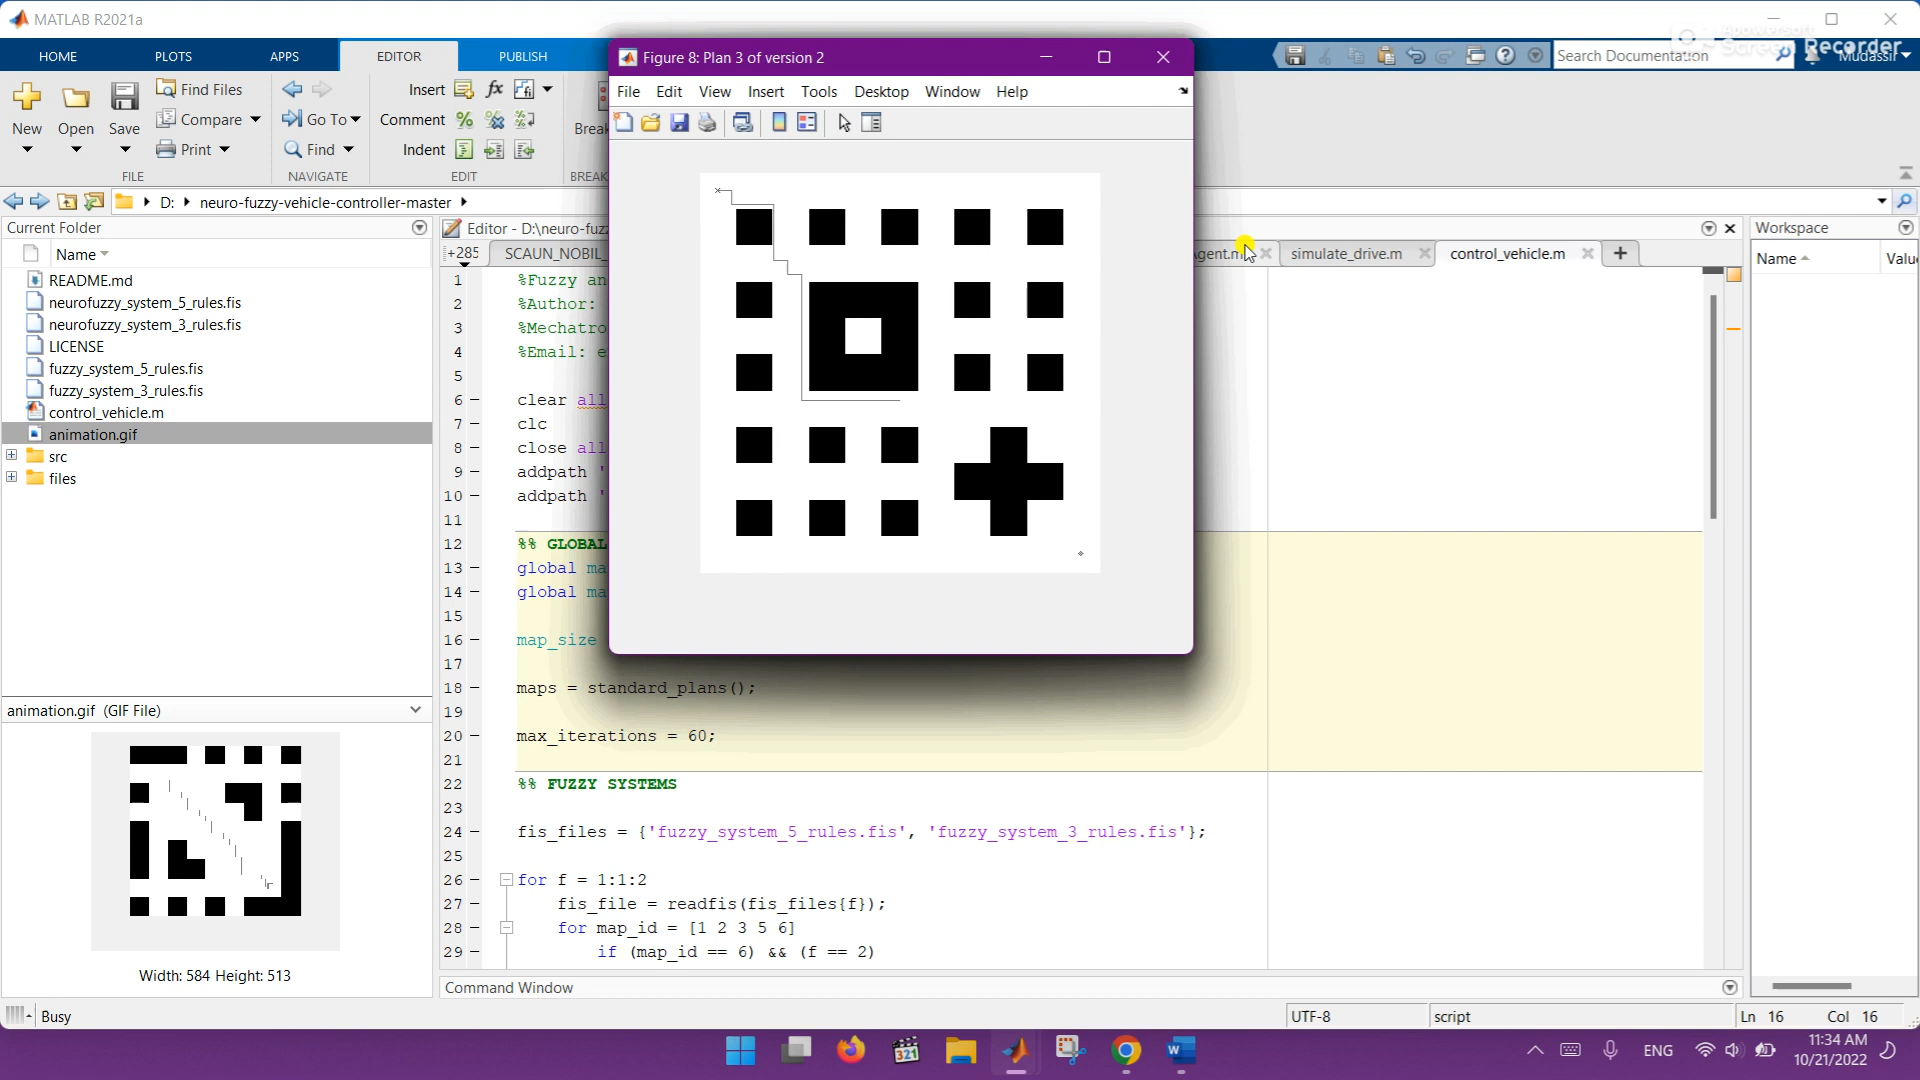 MATLAB R2021a
Screen Recorder
HOME PLOTS APPS EDITOR PUBLISH
Search Documentation
Mudassir
New
Open
Save
Find Files
Compare
Print
FILE
Go To
Find
NAVIGATE
Insert
Comment
Indent
EDIT
D: neuro-fuzzy-vehicle-controller-master
Current Folder
Name
README.md
neurofuzzy_system_5_rules.fis
neurofuzzy_system_3_rules.fis
LICENSE
fuzzy_system_5_rules.fis
fuzzy_system_3_rules.fis
control_vehicle.m
animation.gif
src
files
animation.gif (GIF File)
Width: 584 Height: 513
Figure 8: Plan 3 of version 2
File Edit View Insert Tools Desktop Window Help
+285 SCAUN_NOBIL simulate_drive.m control_vehicle.m +
1 %Fuzzy
2 %Author:
3
4 %Email:
5
6 – clear all
7 – clc
8 – close all
9 – addpath '
10 – addpath '
11
12 %% GLOBAL
13 – global
14 – global
15
16 – map_size
17
18 – maps = standard_plans();
19
20 – max_iterations = 60;
21
22 %% FUZZY SYSTEMS
23
24 – fis_files = {'fuzzy_system_5_rules.fis', 'fuzzy_system_3_rules.fis'};
25
26 – for f = 1:1:2
27 – fis_file = readfis(fis_files{f});
28 – for map_id = [1 2 3 5 6]
29 – if (map_id == 6) && (f == 2)
Command Window
Workspace
Name
Busy
UTF-8
script
Ln 16 Col 16
321
ENG
11:34 AM
10/21/2022